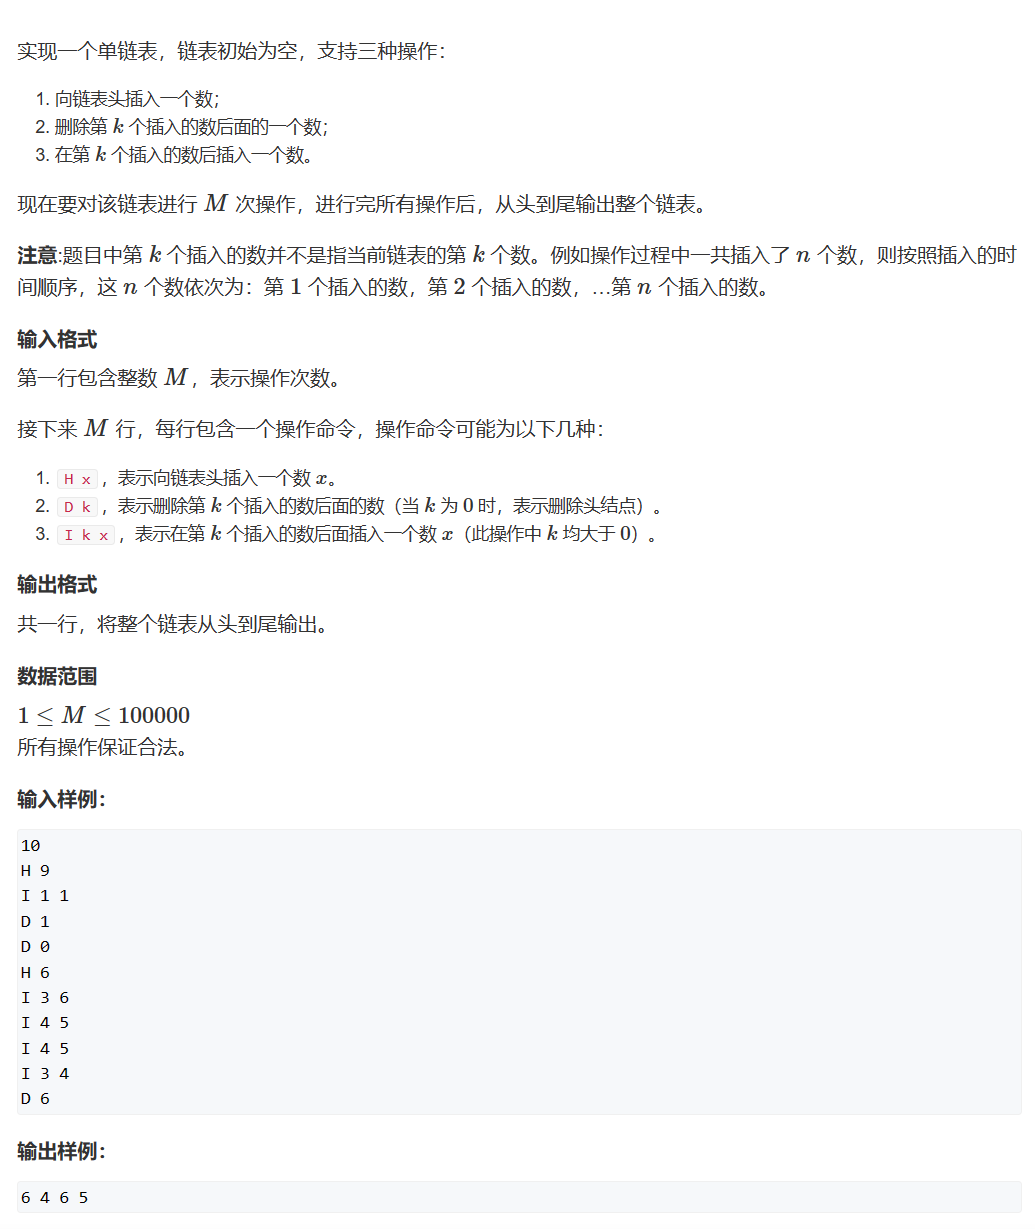 实现一个单链表，链表初始为空，支持三种操作：
1. 向链表头插入一个数；
2. 删除第 k 个插入的数后面的一个数；
3. 在第 k 个插入的数后插入一个数。
现在要对该链表进行 M 次操作，进行完所有操作后，从头到尾输出整个链表。
注意:题目中第 k 个插入的数并不是指当前链表的第 k 个数。例如操作过程中一共插入了 n 个数，则按照插入的时
间顺序，这 n 个数依次为：第 1 个插入的数，第 2 个插入的数，…第 n 个插入的数。
输入格式
第一行包含整数 M，表示操作次数。
接下来 M 行，每行包含一个操作命令，操作命令可能为以下几种：
1. H x，表示向链表头插入一个数 x。
2. D k，表示删除第 k 个插入的数后面的数（当 k 为 0 时，表示删除头结点）。
3. I k x，表示在第 k 个插入的数后面插入一个数 x（此操作中 k 均大于 0）。
输出格式
共一行，将整个链表从头到尾输出。
数据范围
1 ≤ M ≤ 100000
所有操作保证合法。
输入样例：
10
H 9
I 1 1
D 1
D 0
H 6
I 3 6
I 4 5
I 4 5
I 3 4
D 6
输出样例：
6 4 6 5